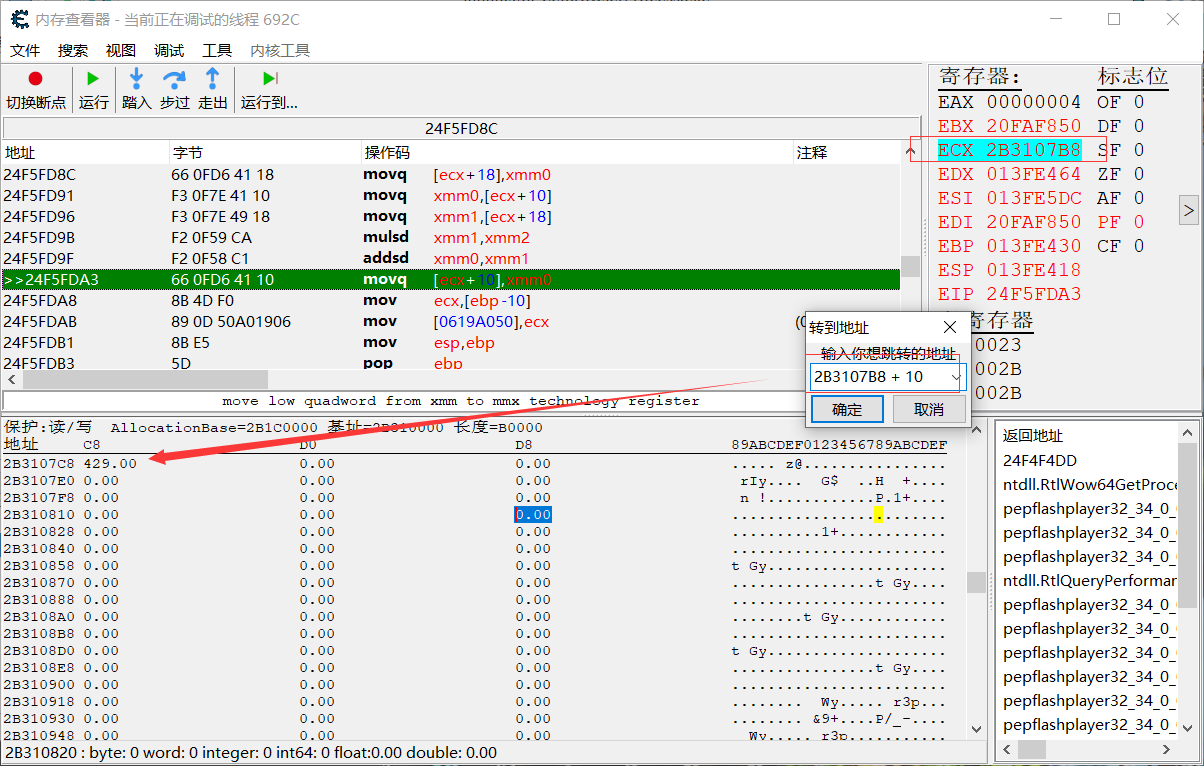 内存查看器 - 当前正在调试的线程 692C
文件 搜索 视图 调试 工具 内核工具
切换断点 运行 踏入 步过 走出 运行到...
24F5FD8C
地址 字节 操作码 注释
24F5FD8C 66 0FD6 41 18 movq [ecx+18],xmm0
24F5FD91 F3 0F7E 41 10 movq xmm0,[ecx+10]
24F5FD96 F3 0F7E 49 18 movq xmm1,[ecx+18]
24F5FD9B F2 0F59 CA mulsd xmm1,xmm2
24F5FD9F F2 0F58 C1 addsd xmm0,xmm1
>>24F5FDA3 66 0FD6 41 10 movq [ecx+10],xmm0
24F5FDA8 8B 4D F0 mov ecx,[ebp-10]
24F5FDAB 89 0D 50A01906 mov [0619A050],ecx
24F5FDB1 8B E5 mov esp,ebp
24F5FDB3 5D pop ebp
move low quadword from xmm to mmx technology register
寄存器: 标志位
EAX 00000004 OF 0
EBX 20FAF850 DF 0
ECX 2B3107B8 SF 0
EDX 013FE464 ZF 0
ESI 013FE5DC AF 0
EDI 20FAF850 PF 0
EBP 013FE430 CF 0
ESP 013FE418
EIP 24F5FDA3
寄存器
0023
002B
002B
>
转到地址
输入你想跳转的地址
2B3107B8 + 10
确定 取消
保护:读/写 AllocationBase=2B1C0000 基址=2B310000 长度=B0000
地址 C8 D0 D8 89ABCDEF0123456789ABCDEF
2B3107C8 429.00 0.00 0.00 ..... z@................
2B3107E0 0.00 0.00 0.00 rIy.... G$ ..H +....
2B3107F8 0.00 0.00 0.00 n !............P.1+....
2B310810 0.00 0.00 0.00 ........................
2B310828 0.00 0.00 0.00 ..........1+............
2B310840 0.00 0.00 0.00 ........................
2B310858 0.00 0.00 0.00 t Gy....................
2B310870 0.00 0.00 0.00 ................t Gy....
2B310888 0.00 0.00 0.00 ........................
2B3108A0 0.00 0.00 0.00 ........t Gy............
2B3108B8 0.00 0.00 0.00 ........................
2B3108D0 0.00 0.00 0.00 t Gy....................
2B3108E8 0.00 0.00 0.00 ................t Gy....
2B310900 0.00 0.00 0.00 ........................
2B310918 0.00 0.00 0.00 ........ Wy..... r3p...
2B310930 0.00 0.00 0.00 ........ &9+....P/_-....
2B310948 0.00 0.00 0.00 Wy..... r3p............
2B310820 : byte: 0 word: 0 integer: 0 int64: 0 float:0.00 double: 0.00
返回地址
24F4F4DD
ntdll.RtlWow64GetProce
pepflashplayer32_34_0_
pepflashplayer32_34_0_
pepflashplayer32_34_0_
ntdll.RtlQueryPerformar
pepflashplayer32_34_0_
pepflashplayer32_34_0_
pepflashplayer32_34_0_
pepflashplayer32_34_0_
pepflashplayer32_34_0_
pepflashplayer32_34_0_